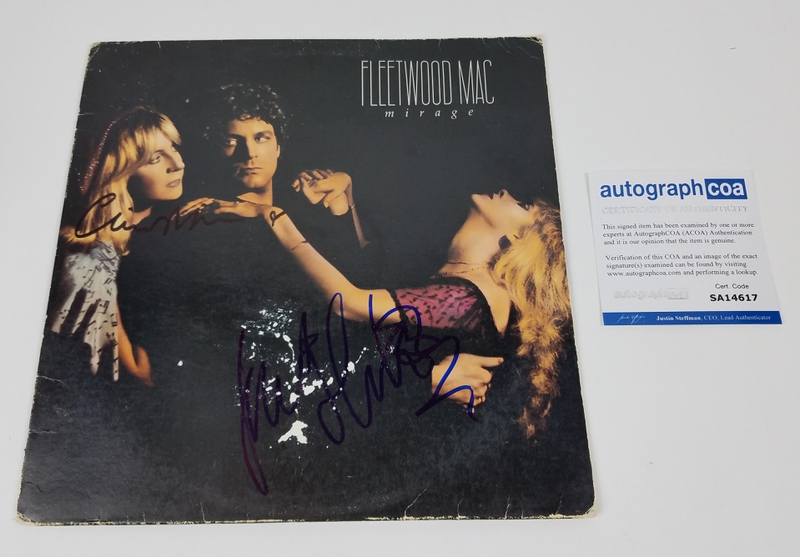 FLEETWOOD MAC
mirage
autographcoa
CERTIFICATE OF AUTHENTICITY
This signed item has been examined by one or more
experts at AutographCOA (ACOA) Authentication
and it is our opinion that the item is genuine.
Verification of this COA and an image of the exact
signature(s) examined can be found by visiting
www.autographcoa.com and performing a lookup.
Cert. Code
autographcoa
SA14617
Justin Steffman, CEO, Lead Authenticator